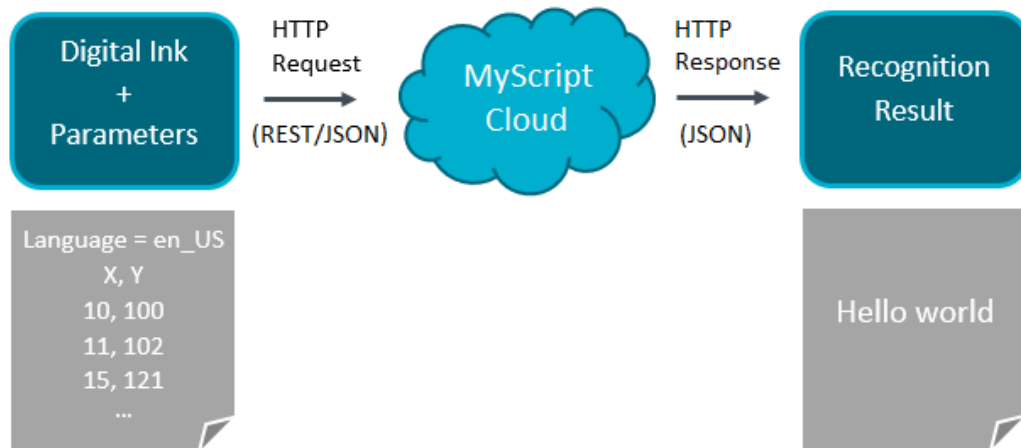 Digital Ink
+
Parameters
HTTP
Request
(REST/JSON)
MyScript
Cloud
HTTP
Response
(JSON)
Recognition
Result
Language = en_US
X, Y
10, 100
11, 102
15, 121
...
Hello world